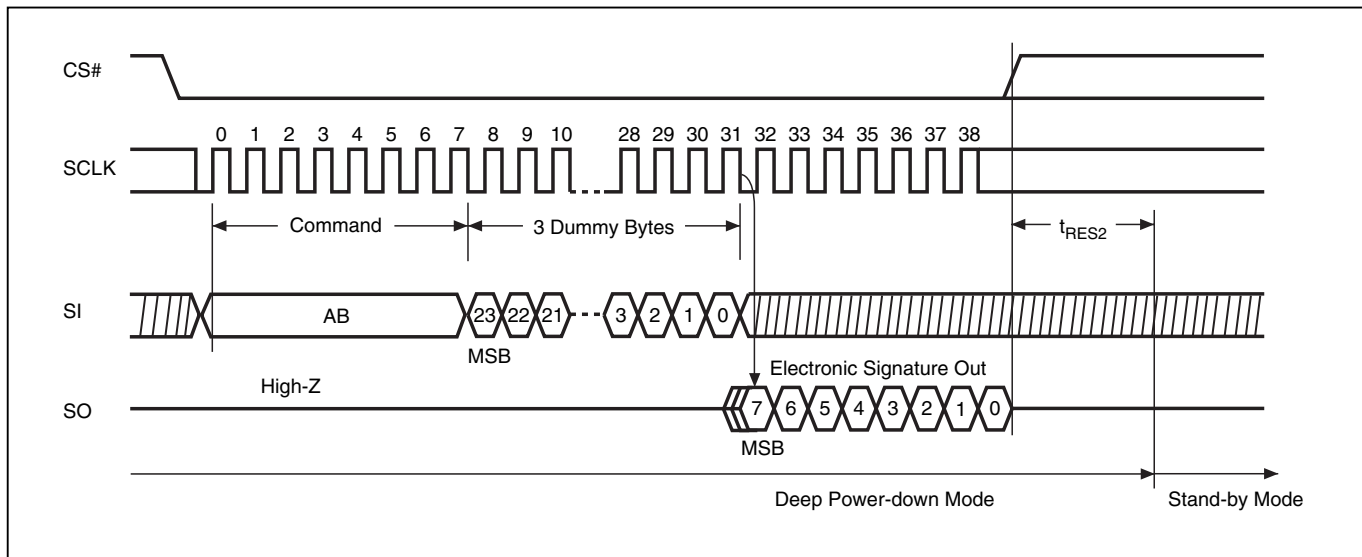 CS#
0 1 2 3 4 5 6 7 8 9 10 28 29 30 31 32 33 34 35 36 37 38
SCLK
Command
3 Dummy Bytes
tRES2
SI
AB
23 22 21 3 2 1 0
MSB
Electronic Signature Out
High-Z
SO
7 6 5 4 3 2 1 0
MSB
Deep Power-down Mode
Stand-by Mode